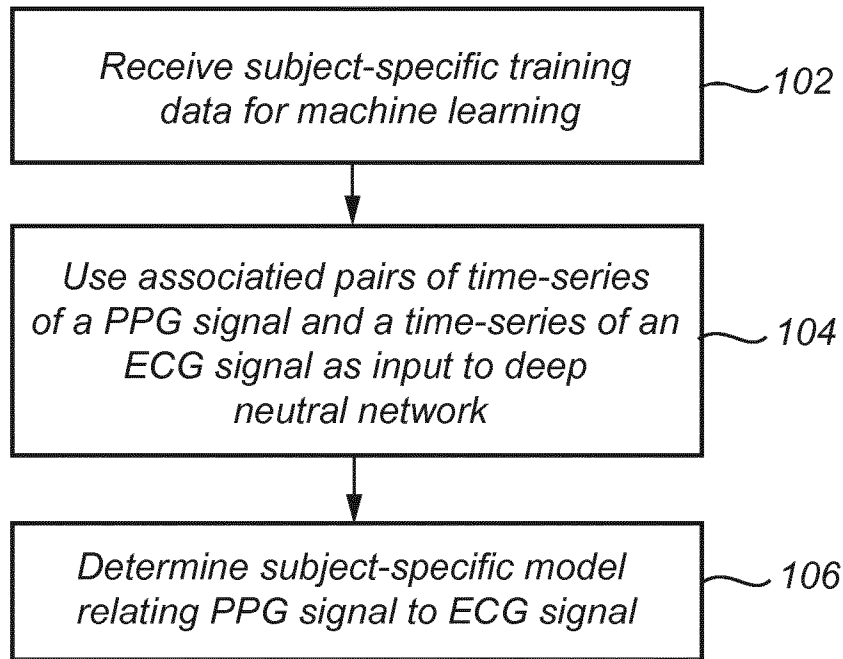 Receive subject-specific training
data for machine learning
102
Use associatied pairs of time-series
of a PPG signal and a time-series of an
ECG signal as input to deep
neutral network
104
Determine subject-specific model
relating PPG signal to ECG signal
106